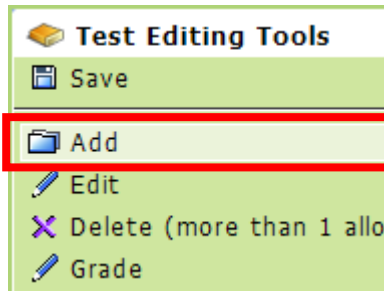 Test Editing Tools
Save
Add
Edit
Delete (more than 1 allo
Grade